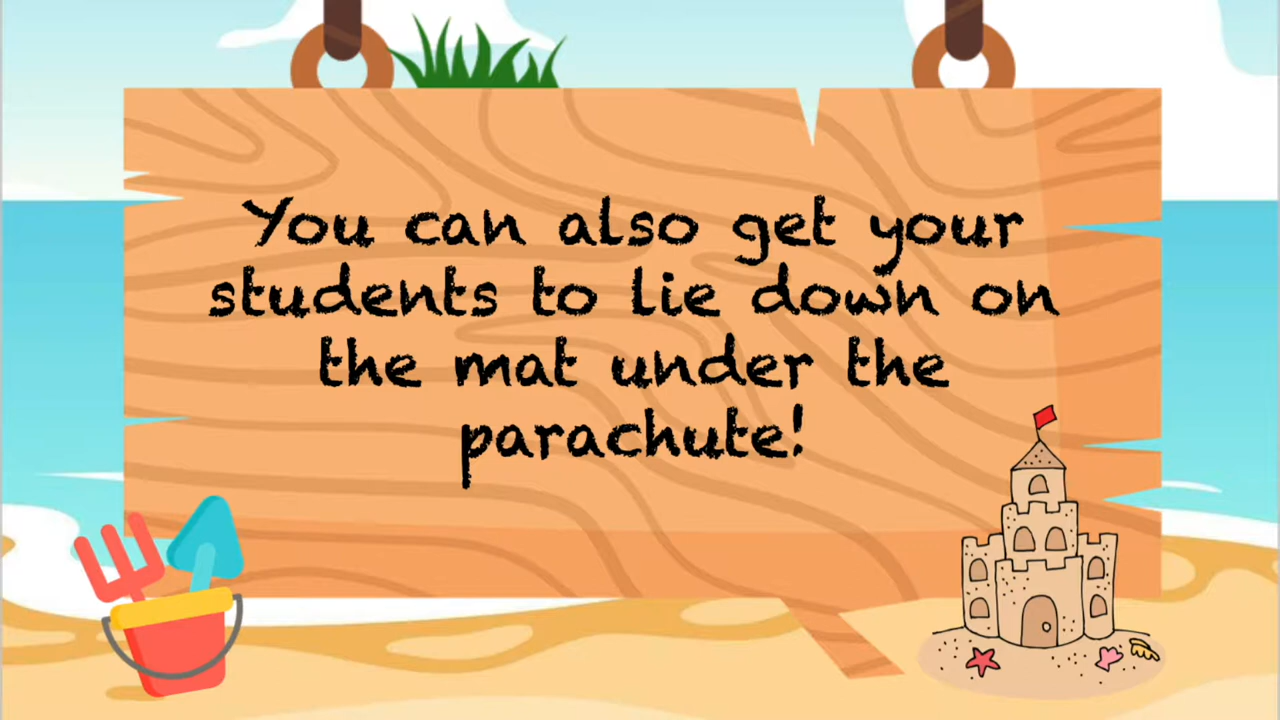 You can also get your
students to lie down on
the mat under the
parachute!